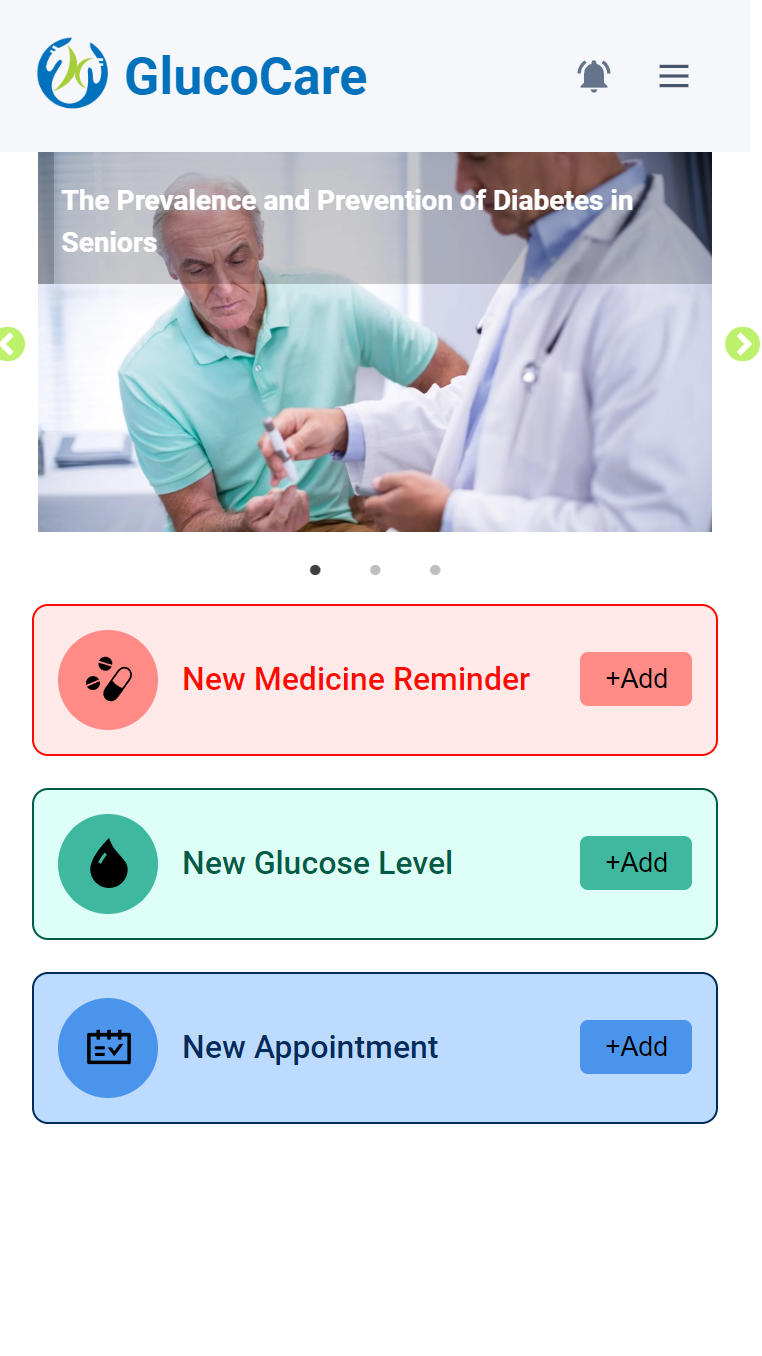 GlucoCare
The Prevalence and Prevention of Diabetes in
Seniors
New Medicine Reminder
+Add
New Glucose Level
+Add
New Appointment
+Add